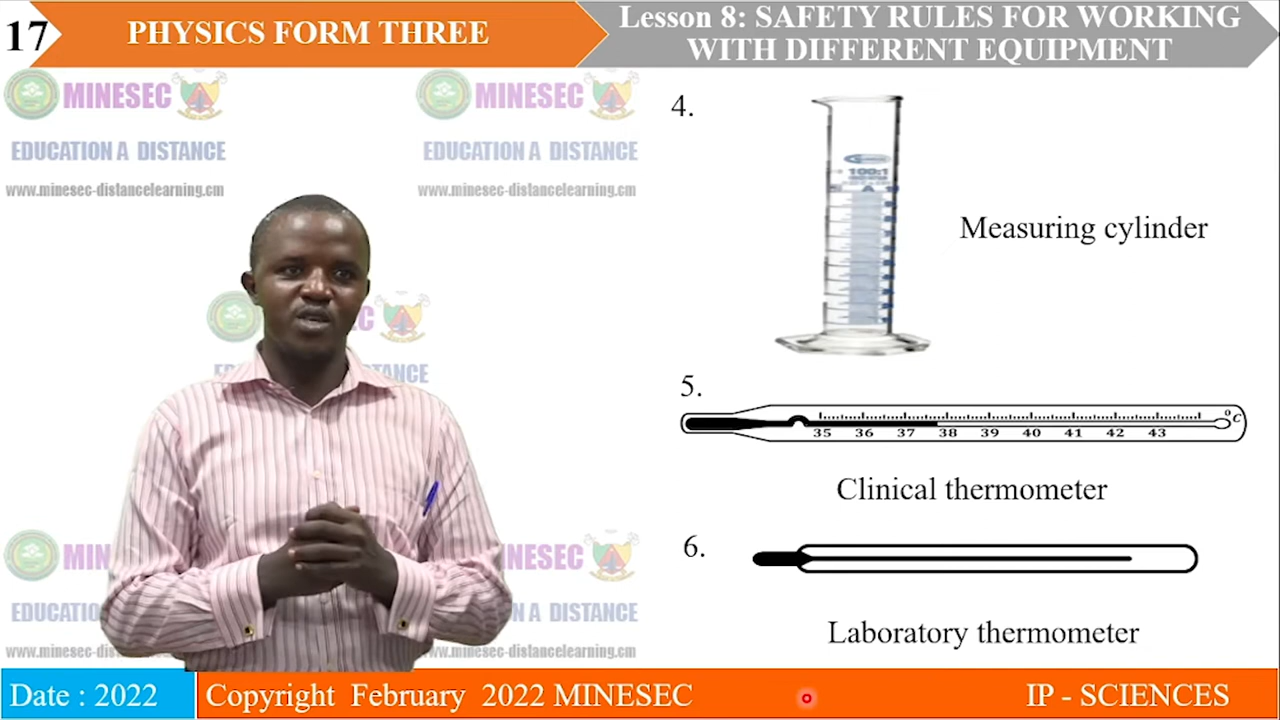 17
PHYSICS FORM THREE
Lesson 8: SAFETY RULES FOR WORKING
WITH DIFFERENT EQUIPMENT
MINESEC
EDUCATION A DISTANCE
www.minesec-distancelearning.cm
MINESEC
EDUCATION A DISTANCE
www.minesec-distancelearning.cm
4.
100:1
Measuring cylinder
5.
°C
35 36 37 38 39 40 41 42 43
Clinical thermometer
6.
Laboratory thermometer
Date : 2022
Copyright February 2022 MINESEC
IP - SCIENCES